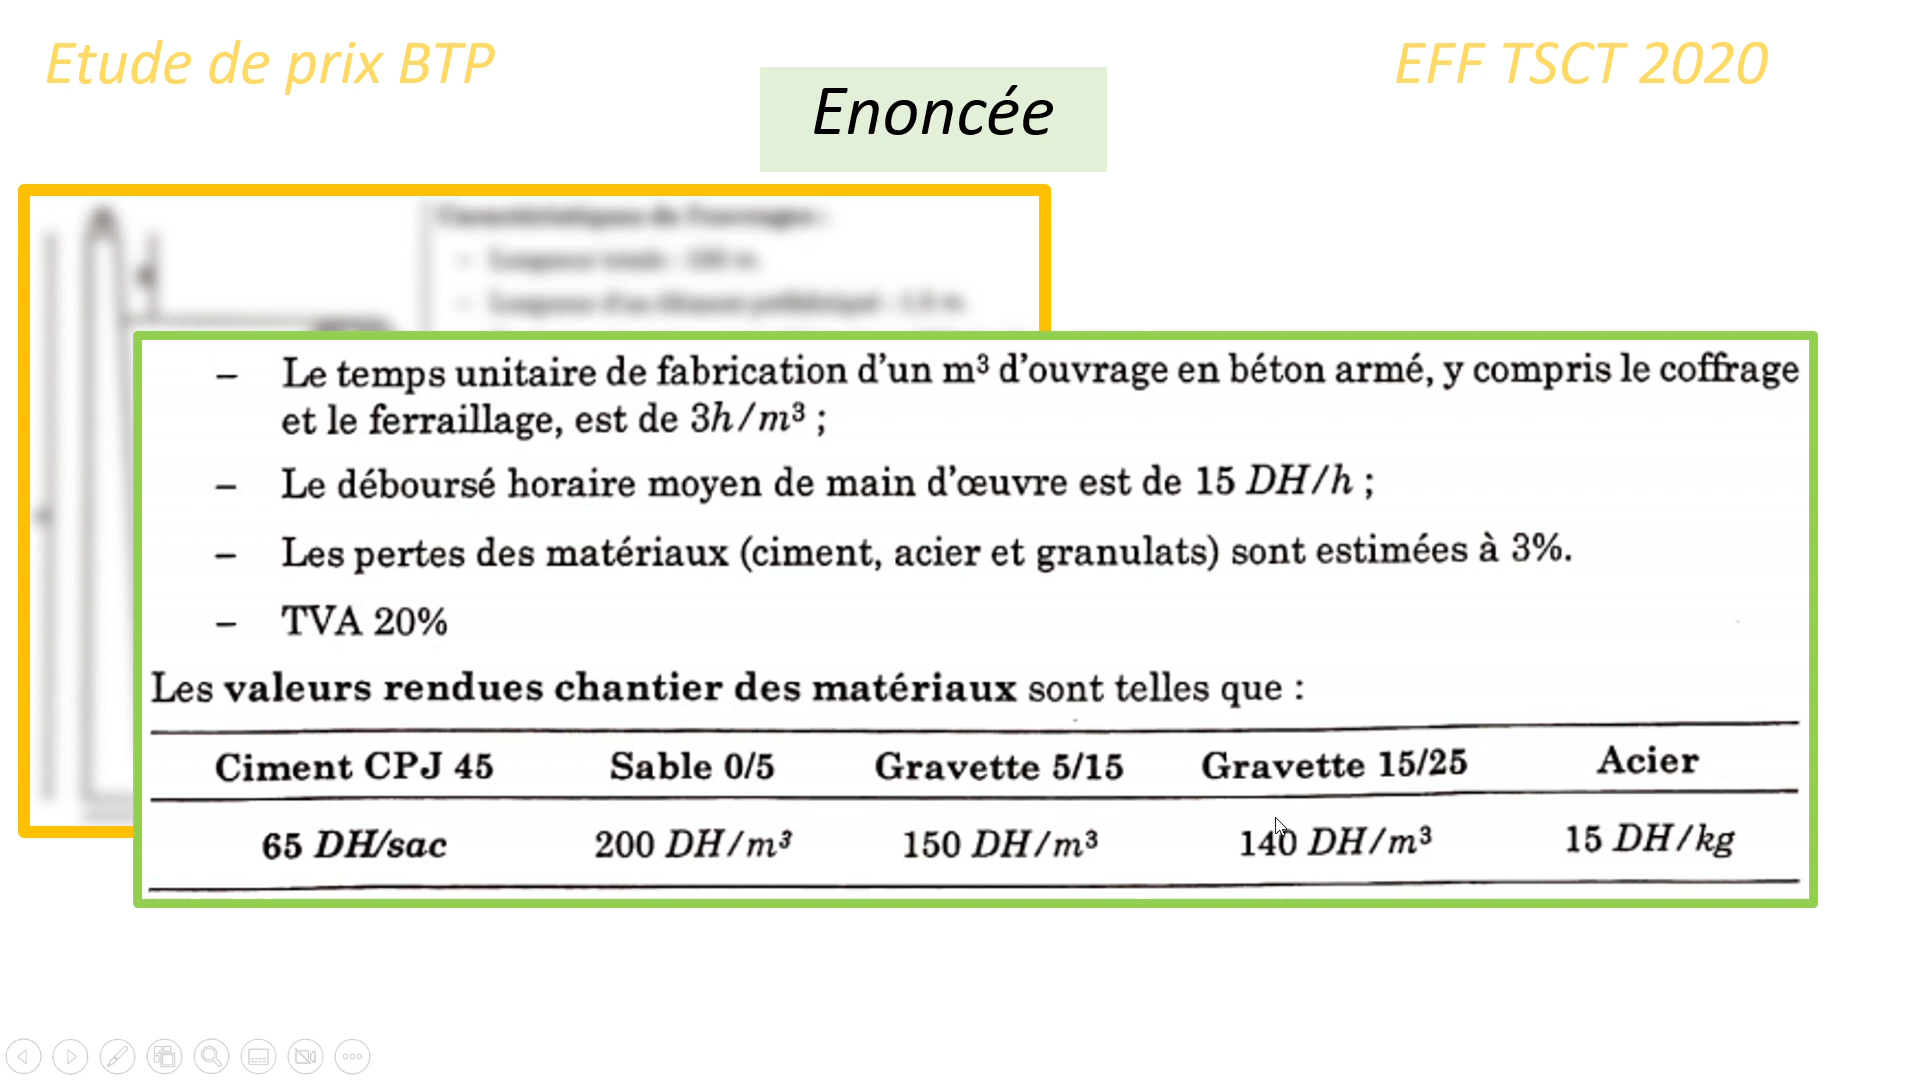 Etude de prix BTP
EFF TSCT 2020
Enoncée
– Le temps unitaire de fabrication d'un m³ d'ouvrage en béton armé, y compris le coffrage
et le ferraillage, est de 3h/m³ ;
– Le déboursé horaire moyen de main d'œuvre est de 15 DH/h ;
– Les pertes des matériaux (ciment, acier et granulats) sont estimées à 3%.
– TVA 20%
Les valeurs rendues chantier des matériaux sont telles que :
Ciment CPJ 45 Sable 0/5 Gravette 5/15 Gravette 15/25 Acier
65 DH/sac 200 DH/m³ 150 DH/m³ 140 DH/m³ 15 DH/kg